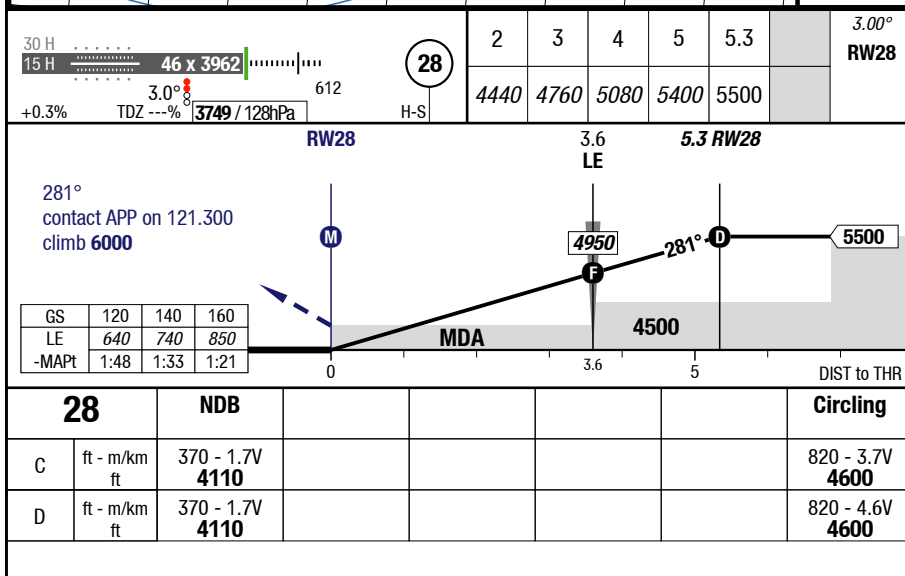 30 H
15 H 46 x 3962
612
3.0°
+0.3% TDZ ---% 3749 / 128hPa H-S
28
2 3 4 5 5.3
4440 4760 5080 5400 5500
3.00°
RW28
RW28 3.6 5.3 RW28
LE
281°
contact APP on 121.300
climb 6000
M 4950 281° D 5500
F
GS 120 140 160
LE 640 740 850
-MAPt 1:48 1:33 1:21
MDA 4500
0 3.6 5 DIST to THR
28 NDB Circling
C ft - m/km 370 - 1.7V 820 - 3.7V
ft 4110 4600
D ft - m/km 370 - 1.7V 820 - 4.6V
ft 4110 4600